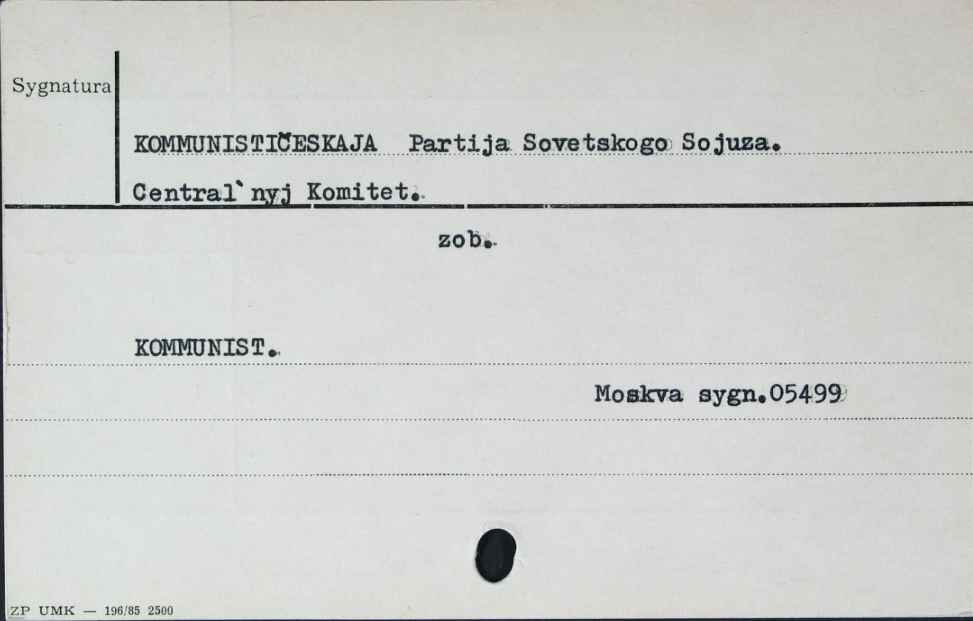 Sygnatura
KOMMUNISTIČESKAJA Partija Sovetskogo Sojuza.
Central`nyj Komitet.
zob.
KOMMUNIST.
Moskva sygn.05499
ZP UMK — 196/85 2500